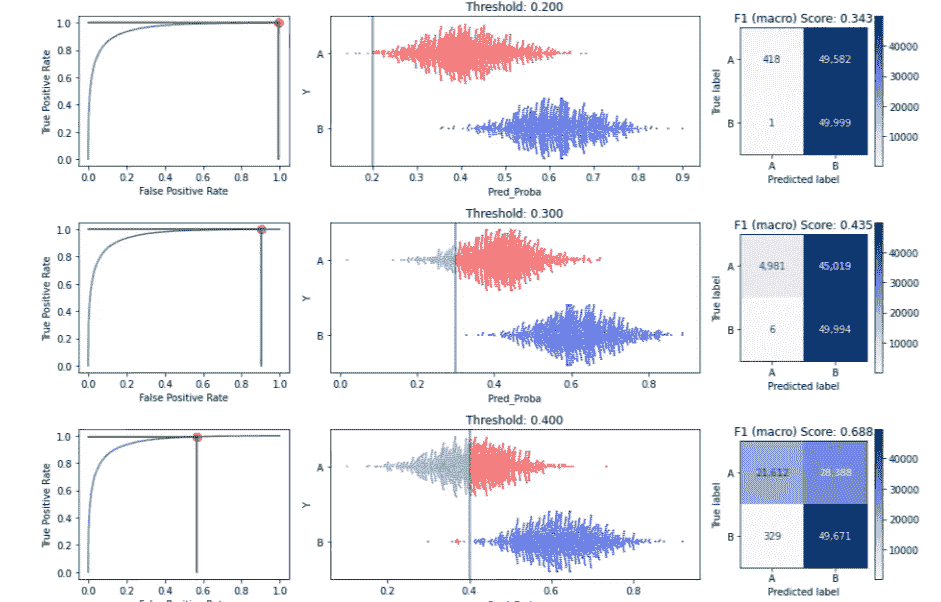 Threshold: 0.200
F1 (macro) Score: 0.343
True Positive Rate
1.0
0.8
0.6
0.4
0.2
0.0
0.0 0.2 0.4 0.6 0.8 1.0
False Positive Rate
Y
A
B
0.2 0.3 0.4 0.5 0.6 0.7 0.8 0.9
Pred_Proba
True label
A
B
418 49,582
1 49,999
A B
Predicted label
40000
30000
20000
10000
Threshold: 0.300
F1 (macro) Score: 0.435
True Positive Rate
1.0
0.8
0.6
0.4
0.2
0.0
0.0 0.2 0.4 0.6 0.8 1.0
False Positive Rate
Y
A
B
0.0 0.2 0.4 0.6 0.8
Pred_Proba
True label
A
B
4,981 45,019
6 49,994
A B
Predicted label
40000
30000
20000
10000
Threshold: 0.400
F1 (macro) Score: 0.688
True Positive Rate
1.0
0.8
0.6
0.4
0.2
0.0
0.0 0.2 0.4 0.6 0.8 1.0
Y
A
B
0.2 0.4 0.6 0.8
True label
A
B
21,612 28,388
329 49,671
A B
Predicted label
40000
30000
20000
10000